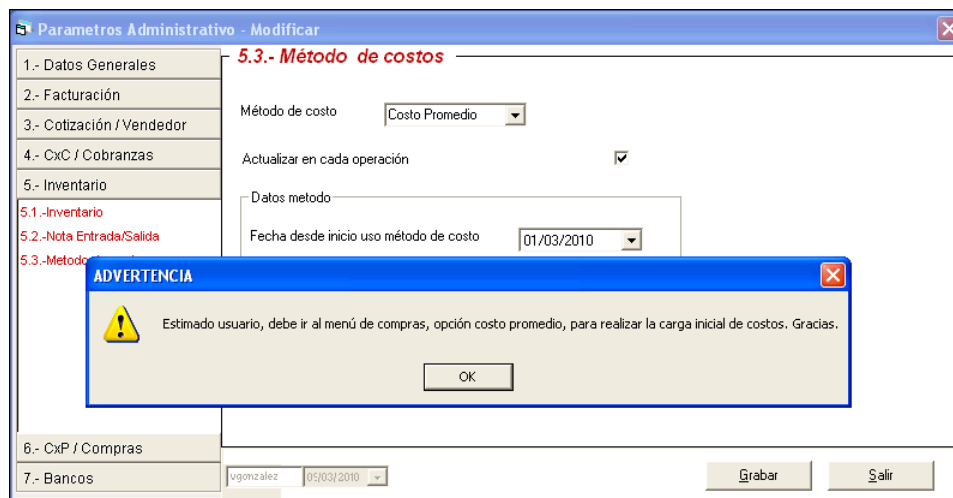 Parametros Administrativo - Modificar
1.- Datos Generales
2.- Facturación
3.- Cotización / Vendedor
4.- CxC / Cobranzas
5.- Inventario
5.1.-Inventario
5.2.-Nota Entrada/Salida
5.3.-Metodo
6.- CxP / Compras
7.- Bancos
5.3.- Método de costos
Método de costo
Costo Promedio
Actualizar en cada operación
Datos metodo
Fecha desde inicio uso método de costo
01/03/2010
ADVERTENCIA
Estimado usuario, debe ir al menú de compras, opción costo promedio, para realizar la carga inicial de costos. Gracias.
OK
vgonzalez
05/03/2010
Grabar
Salir